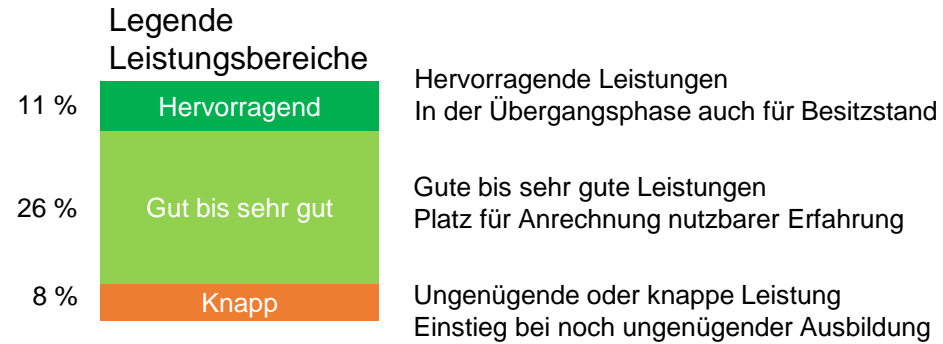 Legende
Leistungsbereiche
11 %
Hervorragend
Hervorragende Leistungen
In der Übergangsphase auch für Besitzstand
26 %
Gut bis sehr gut
Gute bis sehr gute Leistungen
Platz für Anrechnung nutzbarer Erfahrung
8 %
Knapp
Ungenügende oder knappe Leistung
Einstieg bei noch ungenügender Ausbildung